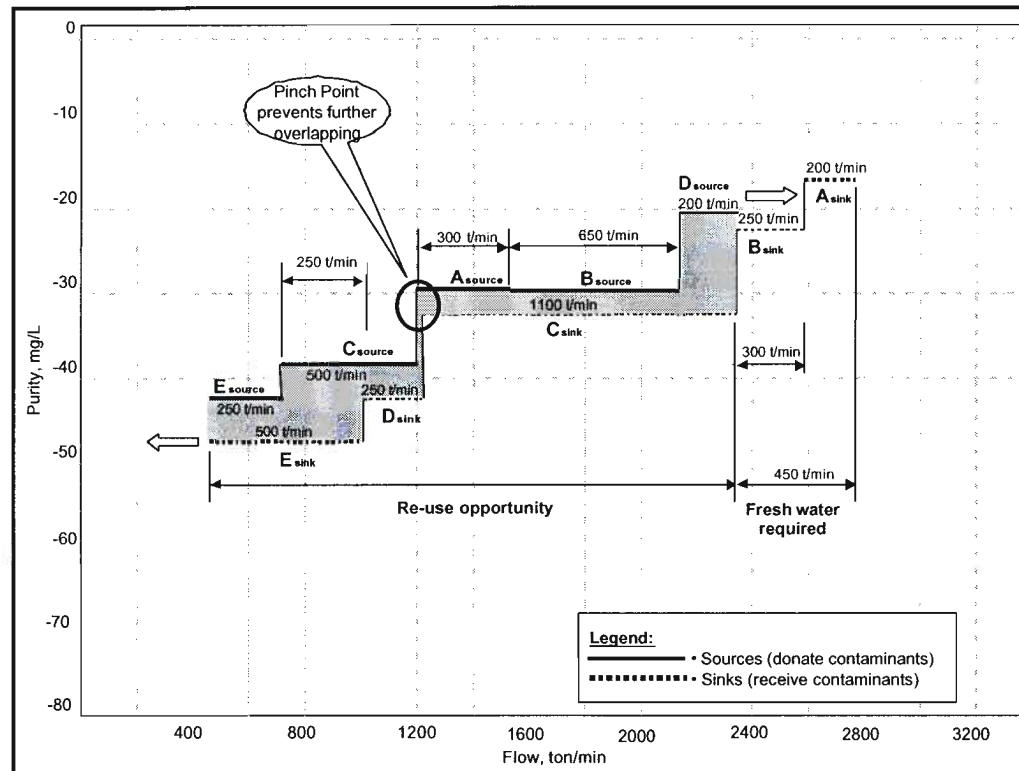 0
-10
-20
-30
-40
-50
-60
-70
-80
Purity, mg/L
Pinch Point
prevents further
overlapping
200 t/min
D source
200 t/min
A sink
250 t/min
B sink
300 t/min
650 t/min
A source
B source
250 t/min
1100 t/min
C sink
C source
500 t/min
300 t/min
E source
250 t/min
250 t/min
D sink
500 t/min
E sink
450 t/min
Re-use opportunity
Fresh water
required
Legend:
• Sources (donate contaminants)
• Sinks (receive contaminants)
400 800 1200 1600 2000 2400 2800 3200
Flow, ton/min